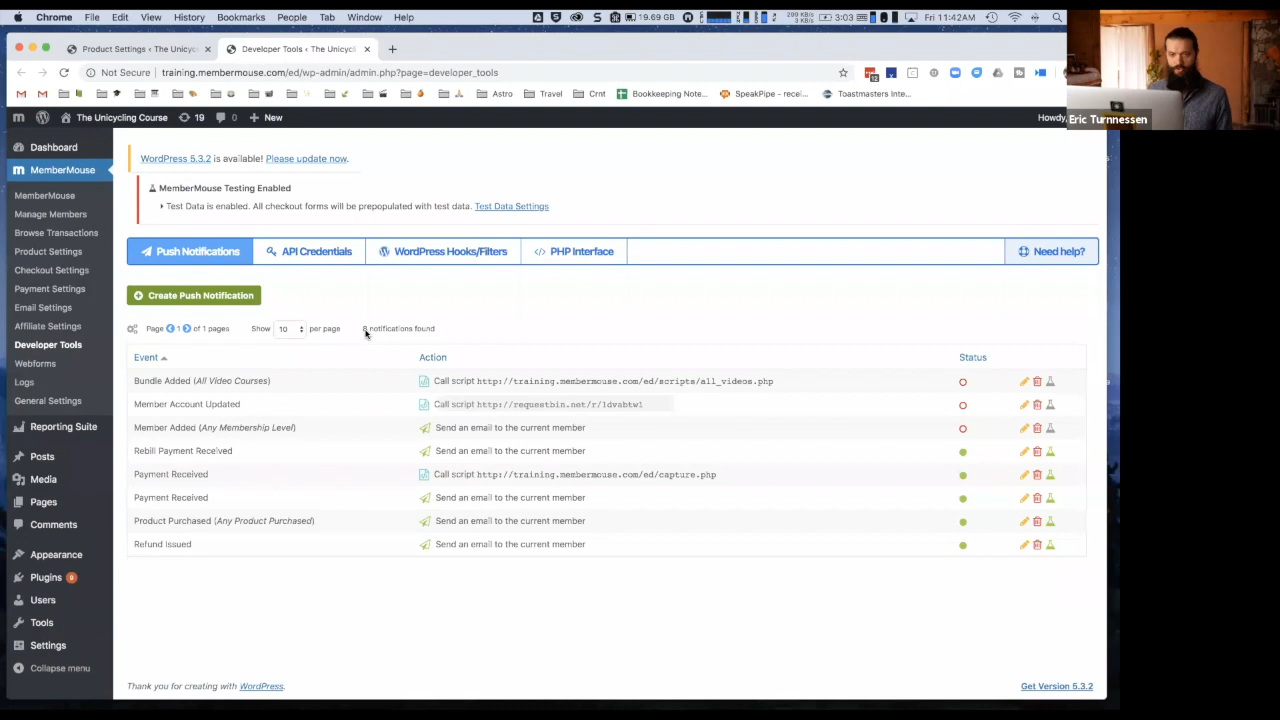 Chrome File Edit View History Bookmarks People Tab Window Help 19.69 GB 3:03 Fri 11:42AM
Product Settings ‹ The Unicyc Developer Tools ‹ The Unicycli
Not Secure training.membermouse.com/ed/wp-admin/admin.php?page=developer_tools
Astro Travel Crnt Bookkeeping Note... SpeakPipe - recei... Toastmasters Inte...
The Unicycling Course 19 0 New Howdy,
Eric Turnnessen
Dashboard
MemberMouse
MemberMouse
Manage Members
Browse Transactions
Product Settings
Checkout Settings
Payment Settings
Email Settings
Affiliate Settings
Developer Tools
Webforms
Logs
General Settings
Reporting Suite
Posts
Media
Pages
Comments
Appearance
Plugins 9
Users
Tools
Settings
Collapse menu
WordPress 5.3.2 is available! Please update now.
MemberMouse Testing Enabled
Test Data is enabled. All checkout forms will be prepopulated with test data. Test Data Settings
Push Notifications API Credentials WordPress Hooks/Filters PHP Interface Need help?
Create Push Notification
Page 1 of 1 pages Show 10 per page 8 notifications found
Event Action Status
Bundle Added (All Video Courses) Call script http://training.membermouse.com/ed/scripts/all_videos.php
Member Account Updated Call script http://requestbin.net/r/1dvabtw1
Member Added (Any Membership Level) Send an email to the current member
Rebill Payment Received Send an email to the current member
Payment Received Call script http://training.membermouse.com/ed/capture.php
Payment Received Send an email to the current member
Product Purchased (Any Product Purchased) Send an email to the current member
Refund Issued Send an email to the current member
Thank you for creating with WordPress. Get Version 5.3.2